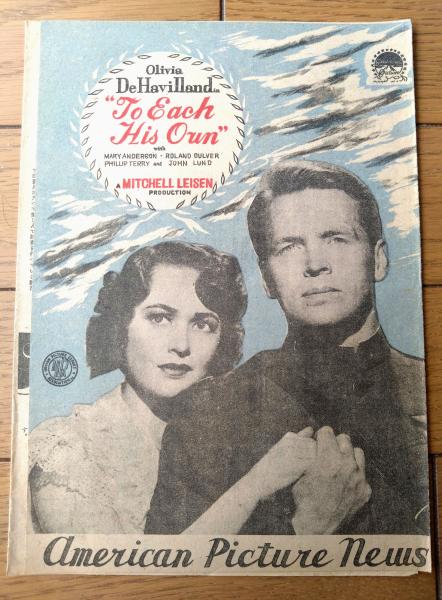 Olivia
DeHavilland in
"To Each
His Own"
with
MARY ANDERSON · ROLAND CULVER
PHILLIP TERRY and JOHN LUND
A MITCHELL LEISEN
PRODUCTION
American Picture News